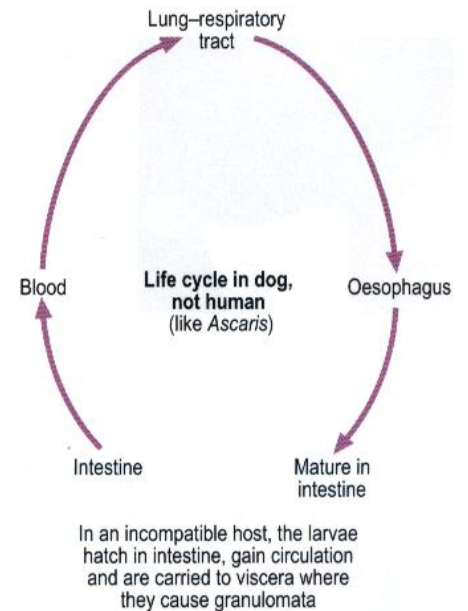 Lung–respiratory
tract
Blood
Life cycle in dog,
not human
(like Ascaris)
Oesophagus
Intestine
Mature in
intestine
In an incompatible host, the larvae
hatch in intestine, gain circulation
and are carried to viscera where
they cause granulomata